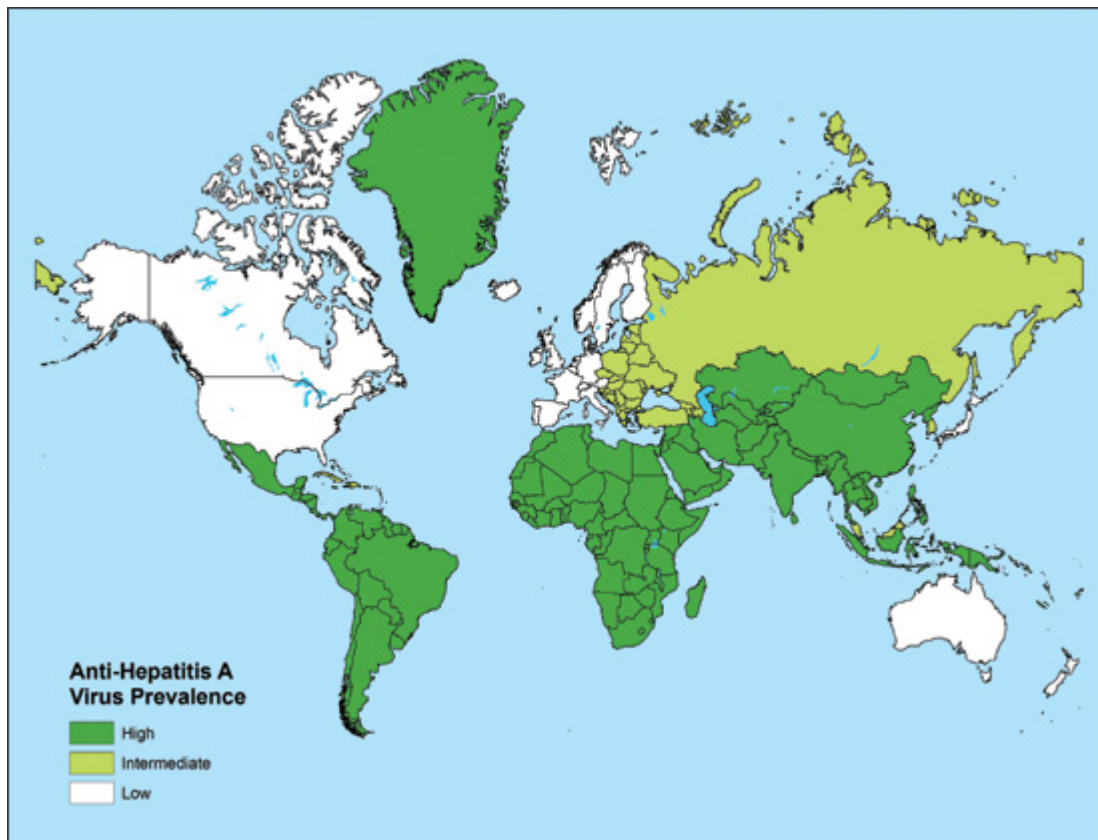 Anti-Hepatitis A
Virus Prevalence
High
Intermediate
Low